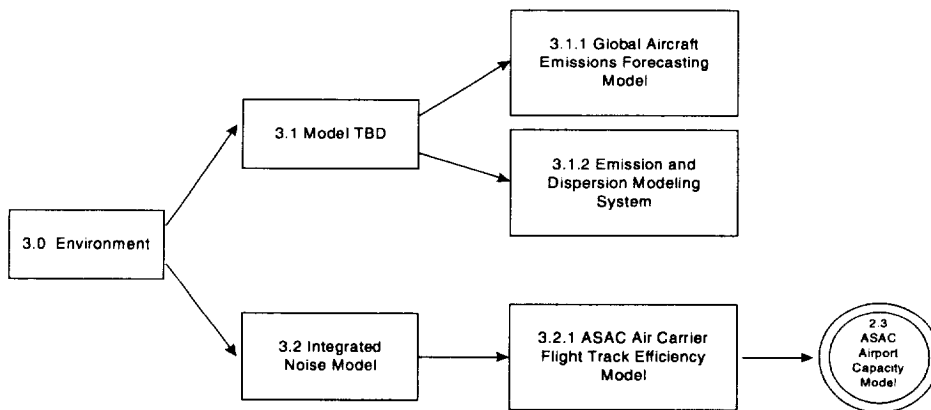 3.1.1 Global Aircraft
Emissions Forecasting
Model
3.1 Model TBD
3.1.2 Emission and
Dispersion Modeling
System
3.0 Environment
3.2 Integrated
Noise Model
3.2.1 ASAC Air Carrier
Flight Track Efficiency
Model
2.3
ASAC
Airport
Capacity
Model